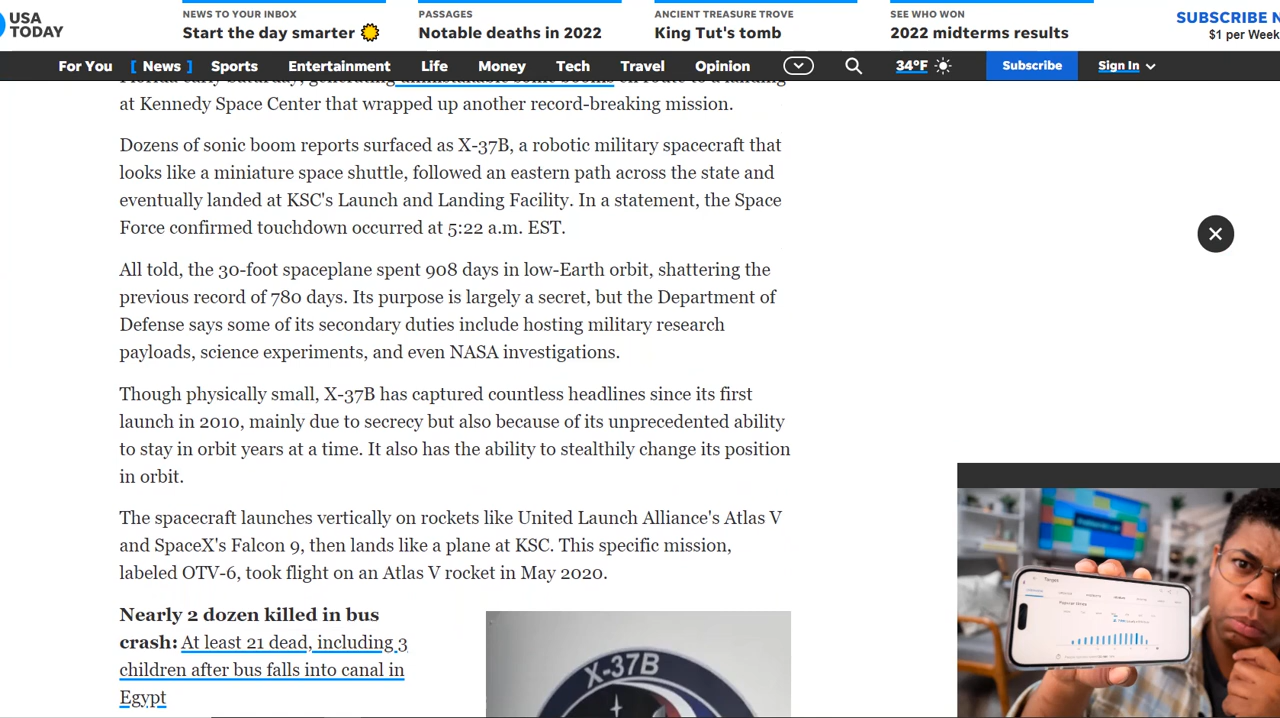 USA
TODAY
NEWS TO YOUR INBOX
Start the day smarter
PASSAGES
Notable deaths in 2022
ANCIENT TREASURE TROVE
King Tut's tomb
SEE WHO WON
2022 midterms results
SUBSCRIBE N
$1 per Week
For You
[ News ]
Sports
Entertainment
Life
Money
Tech
Travel
Opinion
34°F
Subscribe
Sign In
at Kennedy Space Center that wrapped up another record-breaking mission.
Dozens of sonic boom reports surfaced as X-37B, a robotic military spacecraft that
looks like a miniature space shuttle, followed an eastern path across the state and
eventually landed at KSC's Launch and Landing Facility. In a statement, the Space
Force confirmed touchdown occurred at 5:22 a.m. EST.
All told, the 30-foot spaceplane spent 908 days in low-Earth orbit, shattering the
previous record of 780 days. Its purpose is largely a secret, but the Department of
Defense says some of its secondary duties include hosting military research
payloads, science experiments, and even NASA investigations.
Though physically small, X-37B has captured countless headlines since its first
launch in 2010, mainly due to secrecy but also because of its unprecedented ability
to stay in orbit years at a time. It also has the ability to stealthily change its position
in orbit.
The spacecraft launches vertically on rockets like United Launch Alliance's Atlas V
and SpaceX's Falcon 9, then lands like a plane at KSC. This specific mission,
labeled OTV-6, took flight on an Atlas V rocket in May 2020.
Nearly 2 dozen killed in bus
crash: At least 21 dead, including 3
children after bus falls into canal in
Egypt
X-37B
Target